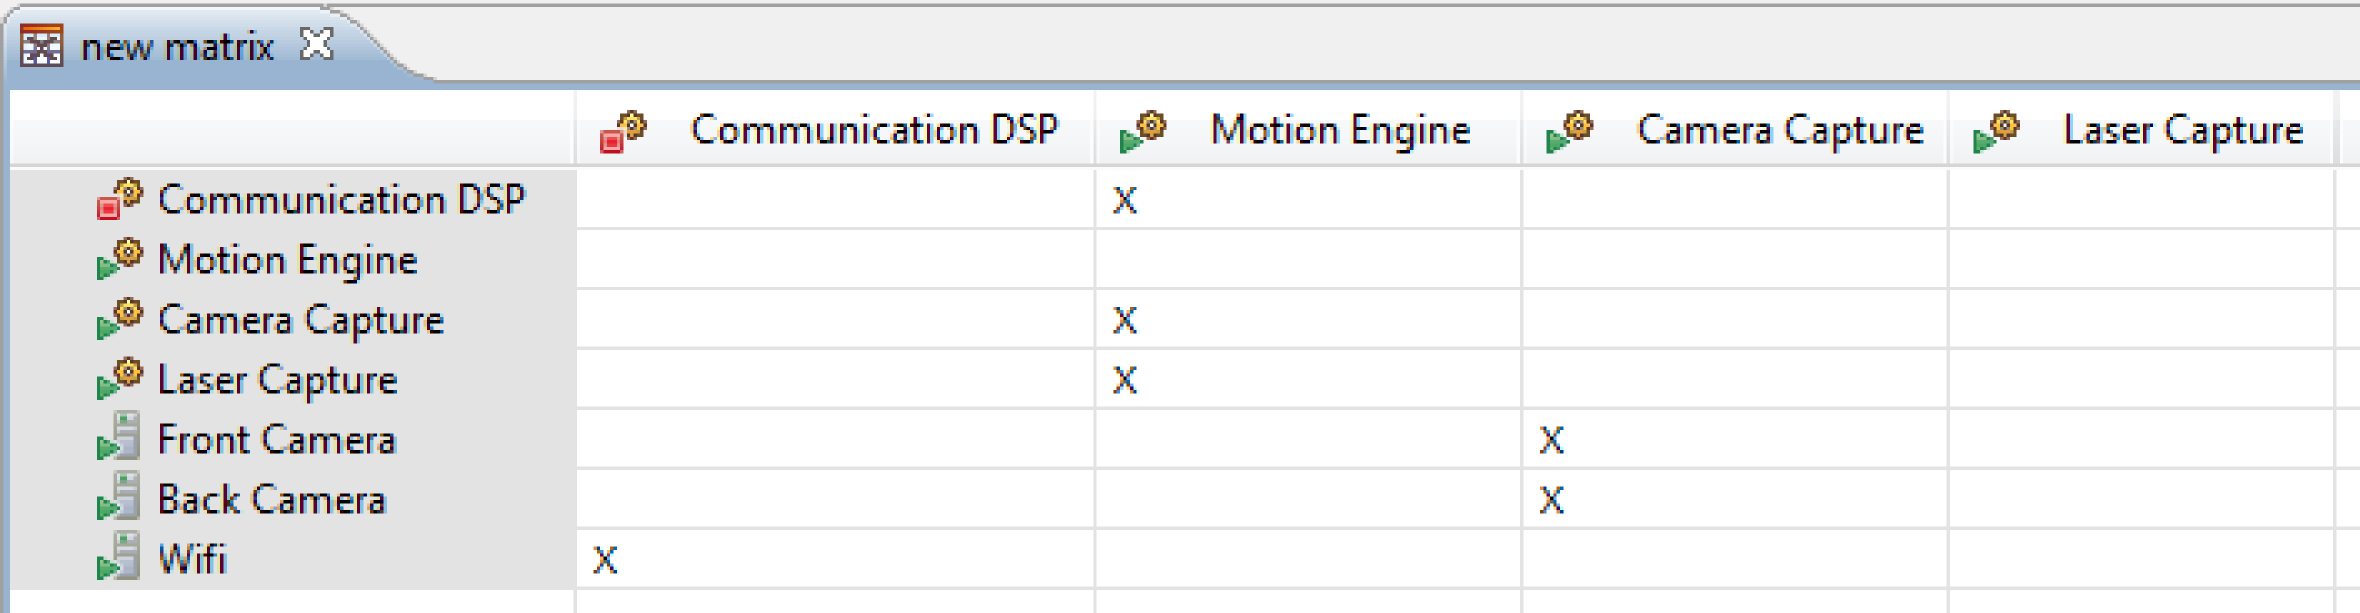 new matrix
Communication DSP Motion Engine Camera Capture Laser Capture
Communication DSP X
Motion Engine
Camera Capture X
Laser Capture X
Front Camera X
Back Camera X
Wifi X